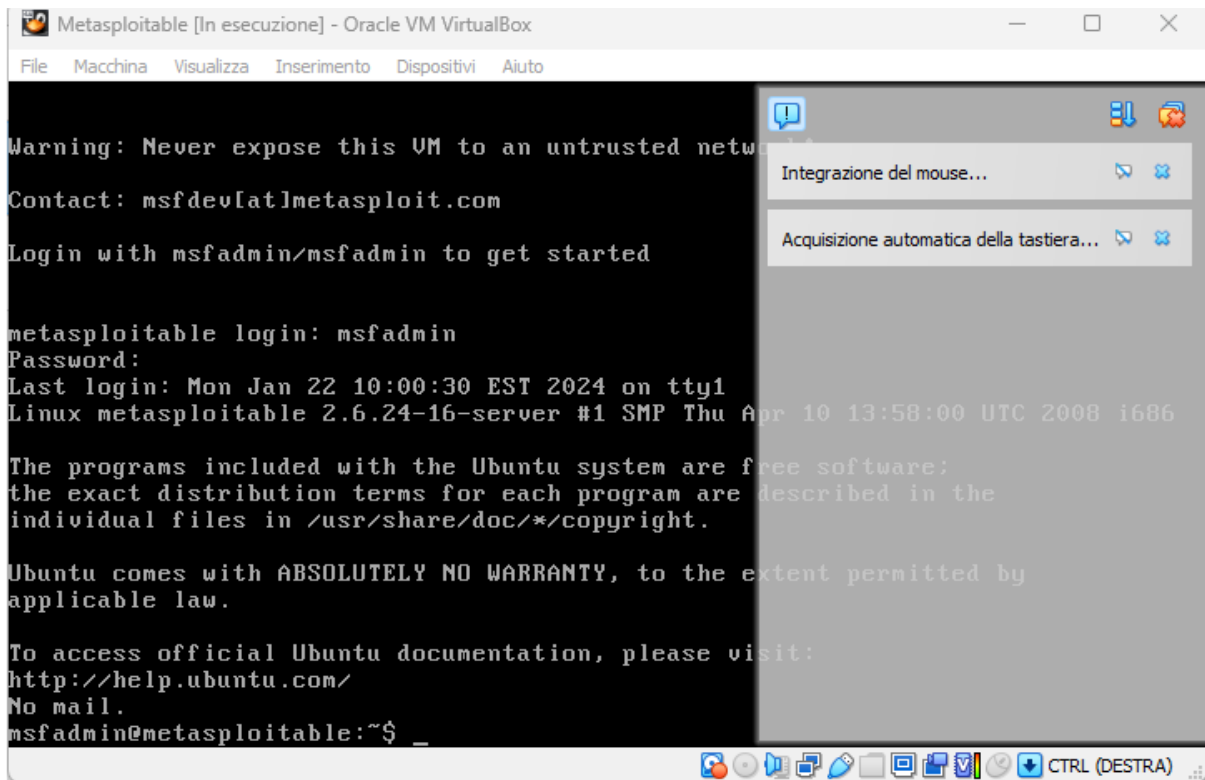 Metasploitable [In esecuzione] - Oracle VM VirtualBox
File Macchina Visualizza Inserimento Dispositivi Aiuto
Warning: Never expose this VM to an untrusted network!
Integrazione del mouse...
Contact: msfdev[at]metasploit.com
Acquisizione automatica della tastiera...
Login with msfadmin/msfadmin to get started
metasploitable login: msfadmin
Password:
Last login: Mon Jan 22 10:00:30 EST 2024 on tty1
Linux metasploitable 2.6.24-16-server #1 SMP Thu Apr 10 13:58:00 UTC 2008 i686
The programs included with the Ubuntu system are free software;
the exact distribution terms for each program are described in the
individual files in /usr/share/doc/*/copyright.
Ubuntu comes with ABSOLUTELY NO WARRANTY, to the extent permitted by
applicable law.
To access official Ubuntu documentation, please visit:
http://help.ubuntu.com/
No mail.
msfadmin@metasploitable:~$ _
CTRL (DESTRA)